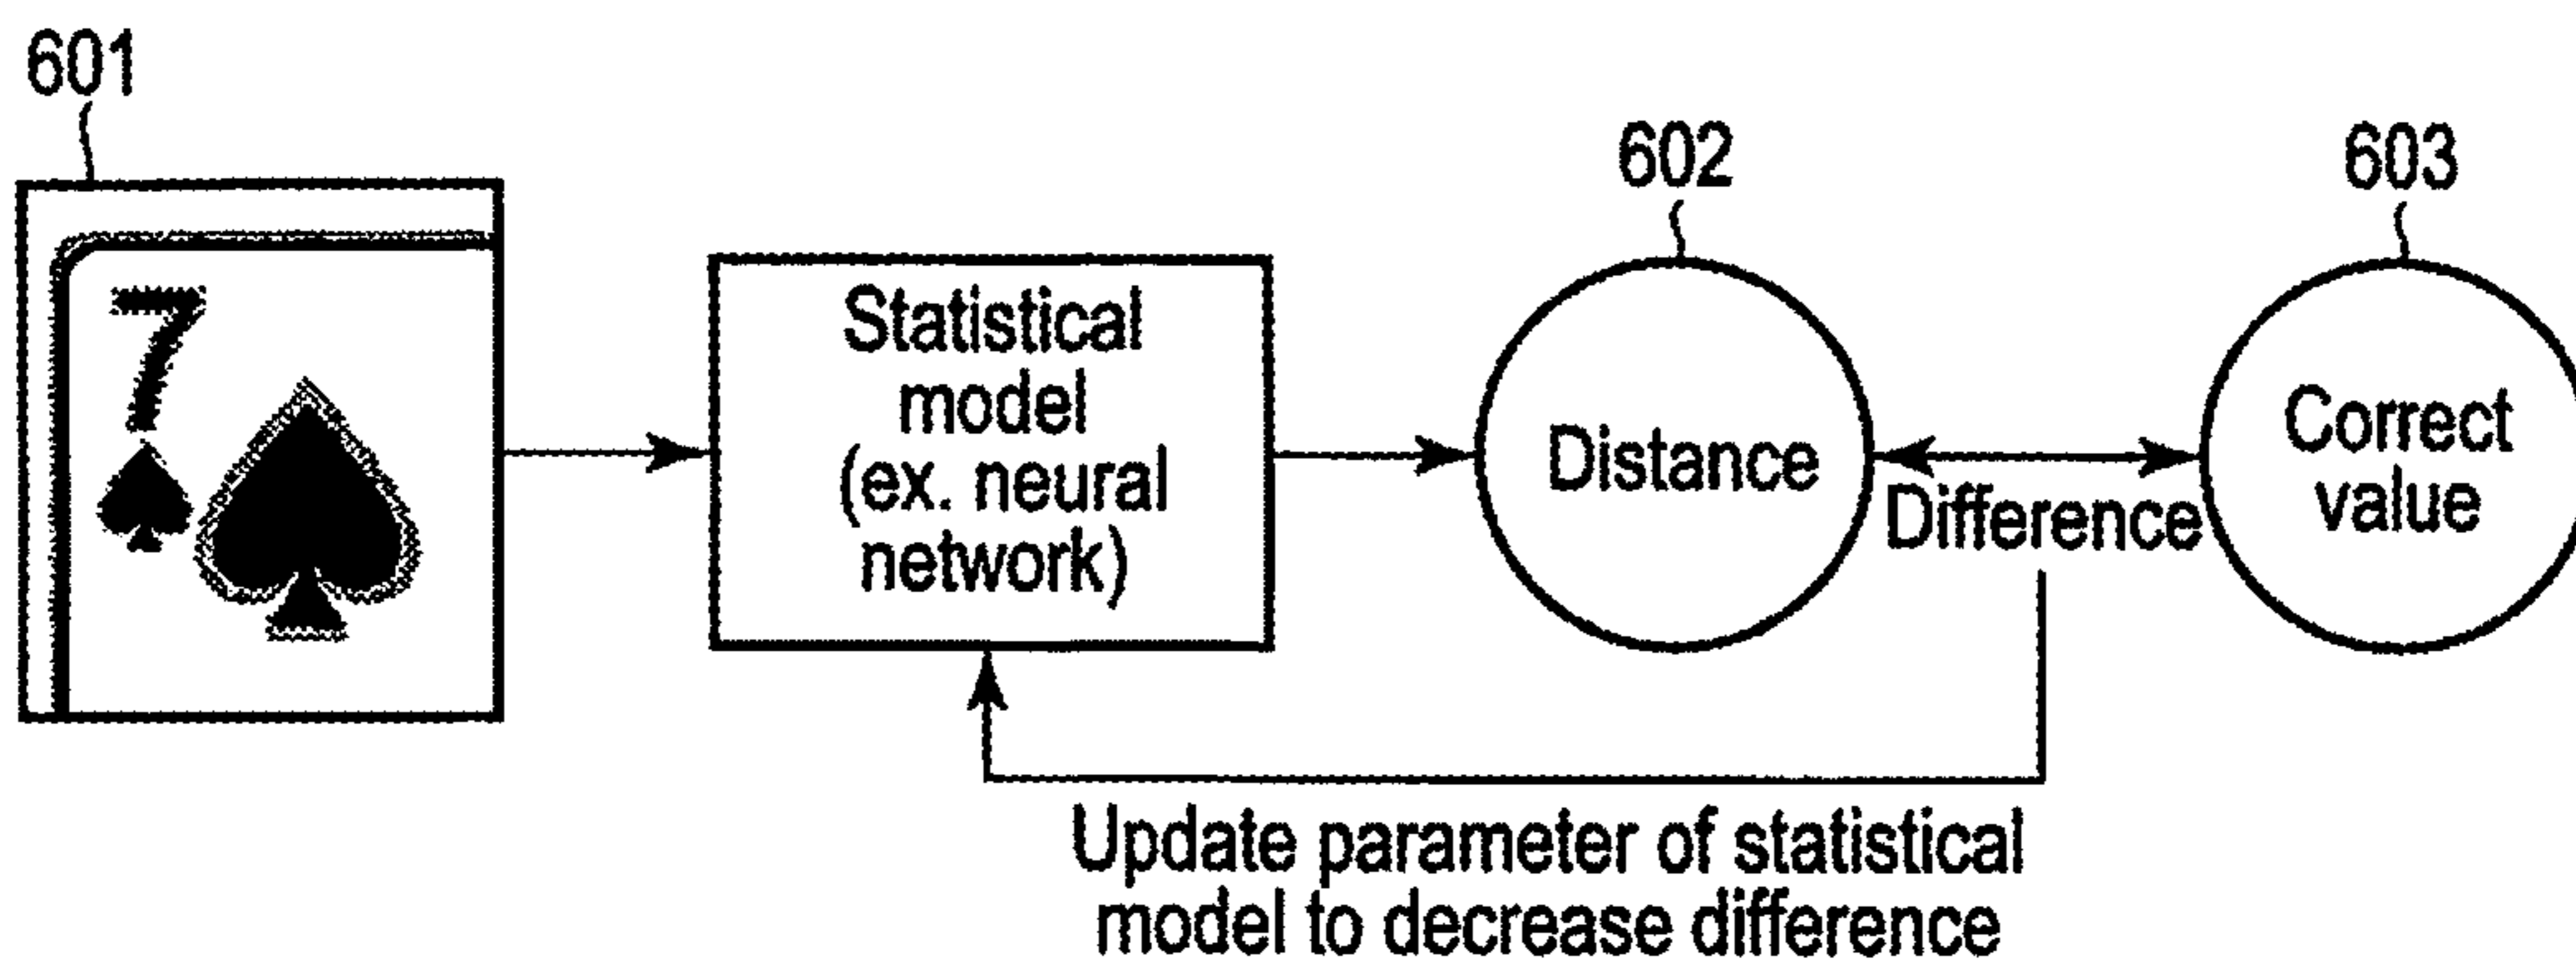 601
7
Statistical
model
(ex. neural
network)
602
Distance
Difference
603
Correct
value
Update parameter of statistical
model to decrease difference